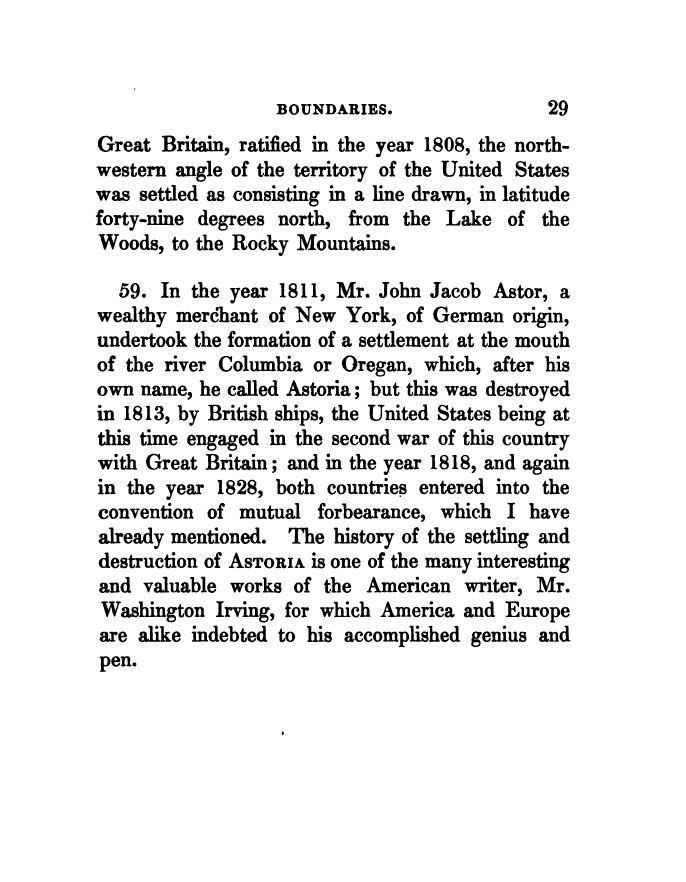 BOUNDARIES. 29
Great Britain, ratified in the year 1808, the north-
western angle of the territory of the United States
was settled as consisting in a line drawn, in latitude
forty-nine degrees north, from the Lake of the
Woods, to the Rocky Mountains.
59. In the year 1811, Mr. John Jacob Astor, a
wealthy merchant of New York, of German origin,
undertook the formation of a settlement at the mouth
of the river Columbia or Oregan, which, after his
own name, he called Astoria; but this was destroyed
in 1813, by British ships, the United States being at
this time engaged in the second war of this country
with Great Britain; and in the year 1818, and again
in the year 1828, both countries entered into the
convention of mutual forbearance, which I have
already mentioned. The history of the settling and
destruction of ASTORIA is one of the many interesting
and valuable works of the American writer, Mr.
Washington Irving, for which America and Europe
are alike indebted to his accomplished genius and
pen.